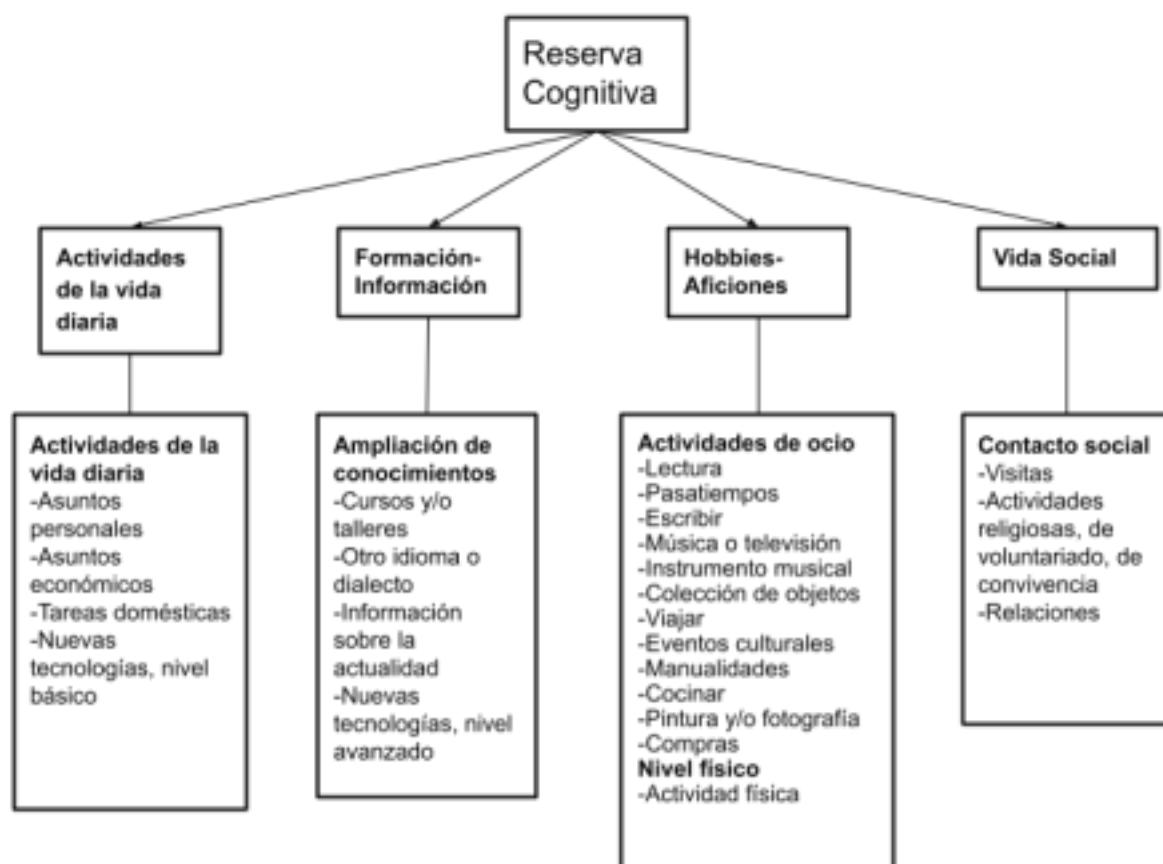 Reserva
Cognitiva
Actividades
de la vida
diaria
Formación-
Información
Hobbies-
Aficiones
Vida Social
Actividades de la
vida diaria
-Asuntos
personales
-Asuntos
económicos
-Tareas domésticas
-Nuevas
tecnologías, nivel
básico
Ampliación de
conocimientos
-Cursos y/o
talleres
-Otro idioma o
dialecto
-Información
sobre la
actualidad
-Nuevas
tecnologías, nivel
avanzado
Actividades de ocio
-Lectura
-Pasatiempos
-Escribir
-Música o televisión
-Instrumento musical
-Colección de objetos
-Viajar
-Eventos culturales
-Manualidades
-Cocinar
-Pintura y/o fotografía
-Compras
Nivel físico
-Actividad física
Contacto social
-Visitas
-Actividades
religiosas, de
voluntariado, de
convivencia
-Relaciones